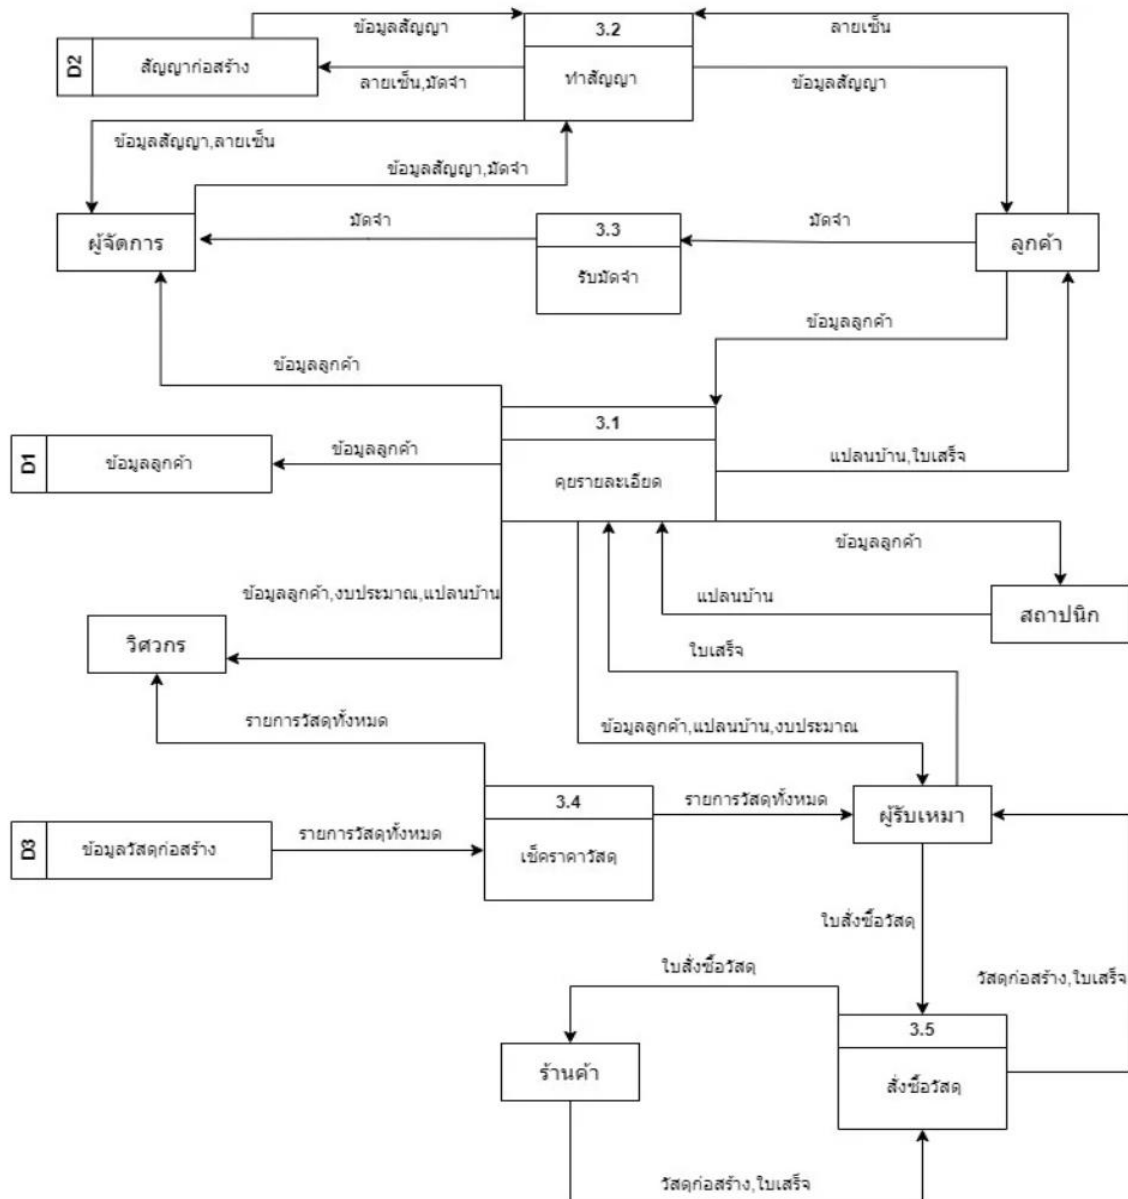 ข้อมูลสัญญา
3.2
ลายเซ็น
D2
สัญญาก่อสร้าง
ทำสัญญา
ลายเซ็น,มัดจำ
ข้อมูลสัญญา
ข้อมูลสัญญา,ลายเซ็น
ข้อมูลสัญญา,มัดจำ
ผู้จัดการ
มัดจำ
3.3
มัดจำ
ลูกค้า
รับมัดจำ
ข้อมูลลูกค้า
ข้อมูลลูกค้า
3.1
D1
ข้อมูลลูกค้า
ข้อมูลลูกค้า
คุยรายละเอียด
แปลนบ้าน,ใบเสร็จ
ข้อมูลลูกค้า
ข้อมูลลูกค้า,งบประมาณ,แปลนบ้าน
แปลนบ้าน
สถาปนิก
วิศวกร
ใบเสร็จ
รายการวัสดุทั้งหมด
ข้อมูลลูกค้า,แปลนบ้าน,งบประมาณ
3.4
รายการวัสดุทั้งหมด
ผู้รับเหมา
D3
ข้อมูลวัสดุก่อสร้าง
รายการวัสดุทั้งหมด
เช็คราคาวัสดุ
ใบสั่งซื้อวัสดุ
ใบสั่งซื้อวัสดุ
วัสดุก่อสร้าง,ใบเสร็จ
3.5
ร้านค้า
สั่งซื้อวัสดุ
วัสดุก่อสร้าง,ใบเสร็จ